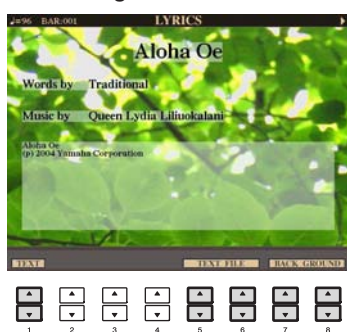 ♩=96 BAR:001 LYRICS
Aloha Oe
Words by Traditional
Music by Queen Lydia Liliuokalani
Aloha Oe
(p) 2004 Yamaha Corporation
TEXT TEXT FILE BACK GROUND
1 2 3 4 5 6 7 8